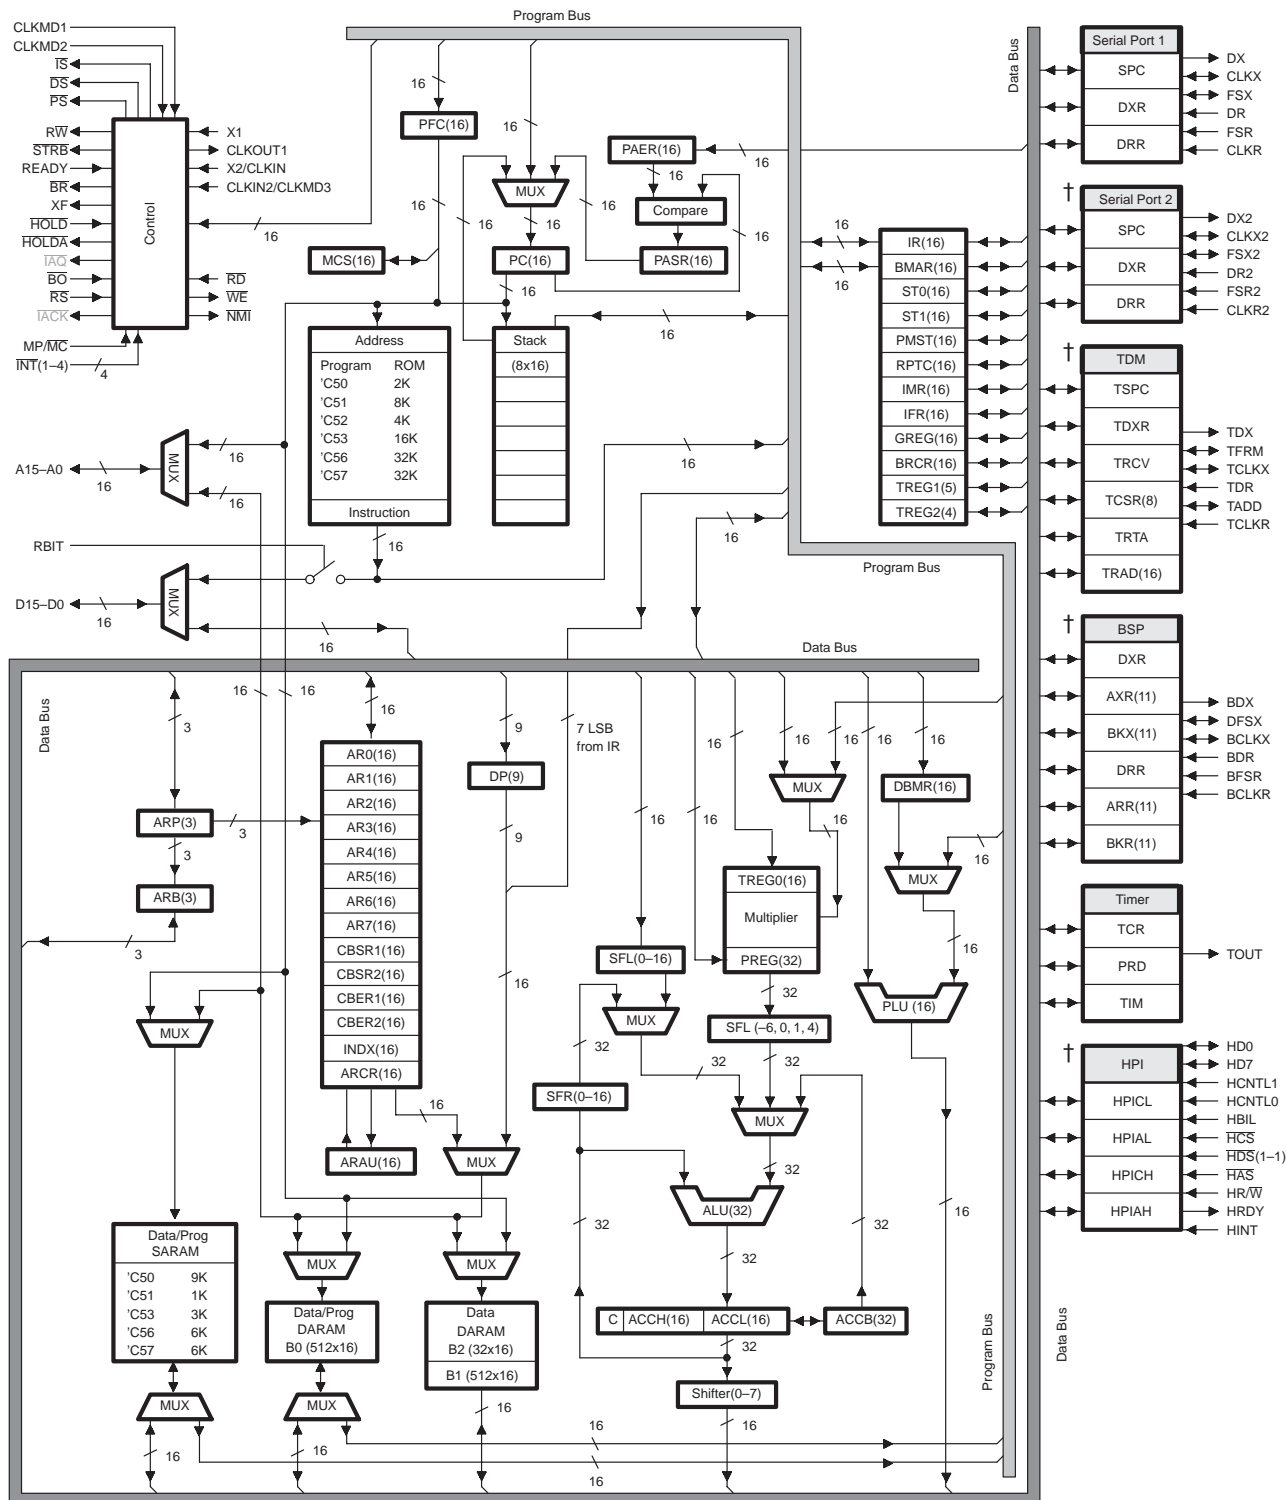 Program Bus
CLKMD1
CLKMD2
IS
DS
PS
RW
STRB
READY
BR
XF
HOLD
HOLDA
IAQ
BO
RS
IACK
MP/MC
INT(1–4)
4
Control
X1
CLKOUT1
X2/CLKIN
CLKIN2/CLKMD3
16
RD
WE
NMI
16
PFC(16)
16
MCS(16)
16
16
MUX
16
16
PC(16)
16
PAER(16)
16
16
Compare
PASR(16)
16
Address
Program ROM
'C50 2K
'C51 8K
'C52 4K
'C53 16K
'C56 32K
'C57 32K
Instruction
16
Stack
(8x16)
16
16
16
A15–A0
16
MUX
16
16
RBIT
D15–D0
16
MUX
16
16
16
IR(16)
BMAR(16)
ST0(16)
ST1(16)
PMST(16)
RPTC(16)
IMR(16)
IFR(16)
GREG(16)
BRCR(16)
TREG1(5)
TREG2(4)
Program Bus
Data Bus
Serial Port 1
SPC
DXR
DRR
DX
CLKX
FSX
DR
FSR
CLKR
†
Serial Port 2
SPC
DXR
DRR
DX2
CLKX2
FSX2
DR2
FSR2
CLKR2
†
TDM
TSPC
TDXR
TRCV
TCSR(8)
TRTA
TRAD(16)
TDX
TFRM
TCLKX
TDR
TADD
TCLKR
†
BSP
DXR
AXR(11)
BKX(11)
DRR
ARR(11)
BKR(11)
BDX
DFSX
BCLKX
BDR
BFSR
BCLKR
Timer
TCR
PRD
TIM
TOUT
†
HPI
HPICL
HPIAL
HPICH
HPIAH
HD0
HD7
HCNTL1
HCNTL0
HBIL
HCS
HDS(1–1)
HAS
HR/W
HRDY
HINT
Data Bus
Data Bus
3
ARP(3)
3
3
ARB(3)
3
16
16
16
AR0(16)
AR1(16)
AR2(16)
AR3(16)
AR4(16)
AR5(16)
AR6(16)
AR7(16)
CBSR1(16)
CBSR2(16)
CBER1(16)
CBER2(16)
INDX(16)
ARCR(16)
16
ARAU(16)
9
DP(9)
9
7 LSB
from IR
16
MUX
16
16
16
16
16
16
MUX
16
DBMR(16)
16
MUX
16
TREG0(16)
Multiplier
PREG(32)
SFL(0–16)
32
MUX
SFL (–6, 0, 1, 4)
PLU (16)
32
32
32
SFR(0–16)
MUX
32
ALU(32)
32
32
32
16
C ACCH(16) ACCL(16)
ACCB(32)
32
Shifter(0–7)
16
MUX
Data/Prog
SARAM
'C50 9K
'C51 1K
'C53 3K
'C56 6K
'C57 6K
MUX
16
MUX
Data/Prog
DARAM
B0 (512x16)
MUX
16
MUX
Data
DARAM
B2 (32x16)
B1 (512x16)
16
16
16
Program Bus
Data Bus